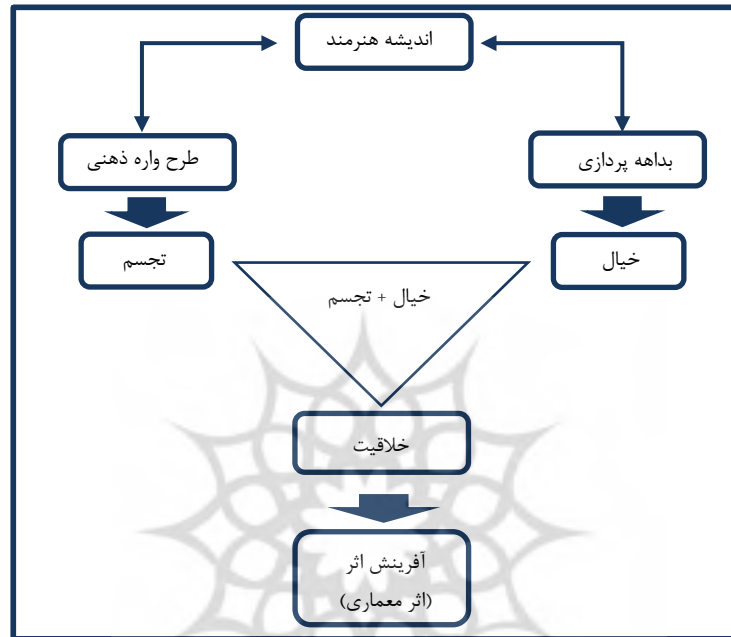 اندیشه هنرمند
بداهه پردازی
طرح واره ذهنی
خیال
تجسم
خیال + تجسم
خلاقیت
آفرینش اثر
(اثر معماری)